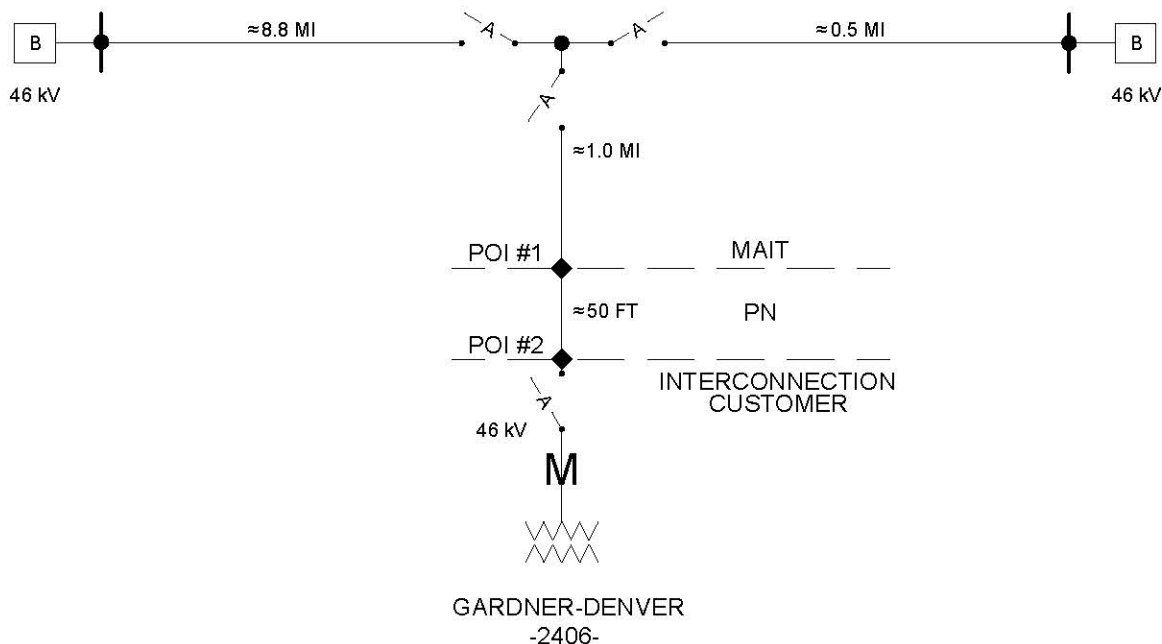 ≈8.8 MI
A
A
≈0.5 MI
B
B
46 kV
46 kV
A
≈1.0 MI
POI #1
MAIT
≈50 FT
PN
POI #2
INTERCONNECTION
CUSTOMER
A
46 kV
M
GARDNER-DENVER
-2406-